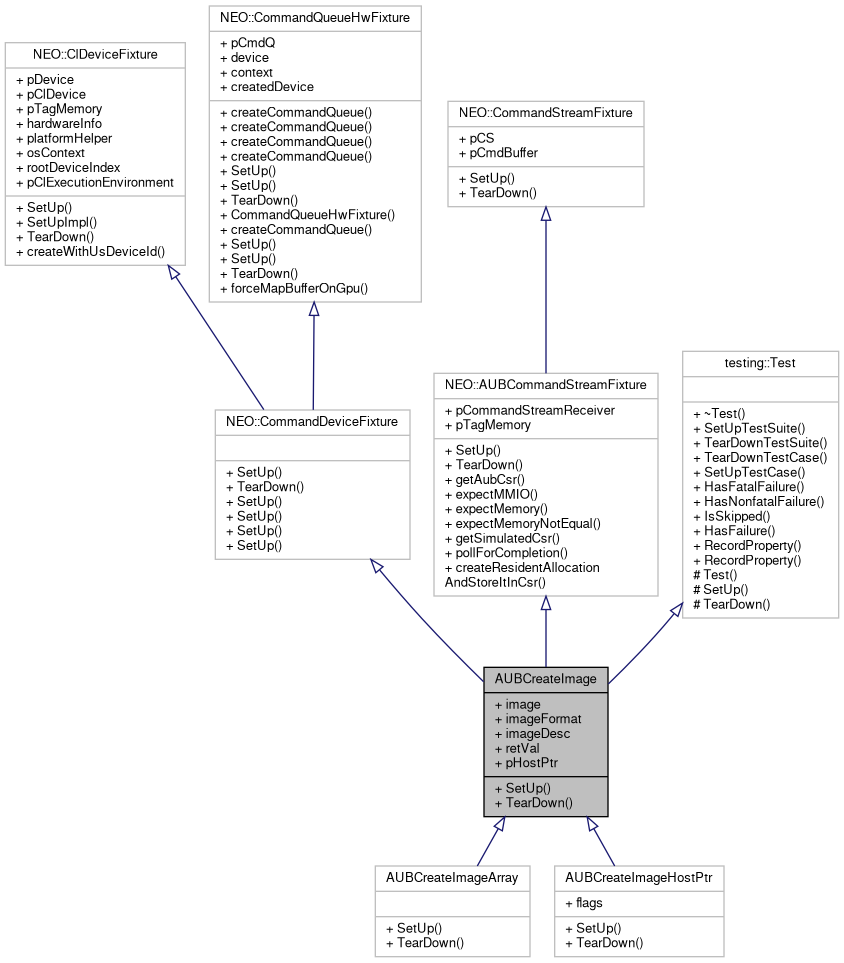 NEO::ClDeviceFixture
+ pDevice
+ pClDevice
+ pTagMemory
+ hardwareInfo
+ platformHelper
+ osContext
+ rootDeviceIndex
+ pClExecutionEnvironment
+ SetUp()
+ SetUpImpl()
+ TearDown()
+ createWithUsDeviceId()
NEO::CommandQueueHwFixture
+ pCmdQ
+ device
+ context
+ createdDevice
+ createCommandQueue()
+ createCommandQueue()
+ createCommandQueue()
+ createCommandQueue()
+ SetUp()
+ SetUp()
+ TearDown()
+ CommandQueueHwFixture()
+ createCommandQueue()
+ SetUp()
+ SetUp()
+ TearDown()
+ forceMapBufferOnGpu()
NEO::CommandStreamFixture
+ pCS
+ pCmdBuffer
+ SetUp()
+ TearDown()
NEO::CommandDeviceFixture
+ SetUp()
+ TearDown()
+ SetUp()
+ SetUp()
+ SetUp()
+ SetUp()
NEO::AUBCommandStreamFixture
+ pCommandStreamReceiver
+ pTagMemory
+ SetUp()
+ TearDown()
+ getAubCsr()
+ expectMMIO()
+ expectMemory()
+ expectMemoryNotEqual()
+ getSimulatedCsr()
+ pollForCompletion()
+ createResidentAllocation
AndStoreItInCsr()
testing::Test
+ ~Test()
+ SetUpTestSuite()
+ TearDownTestSuite()
+ TearDownTestCase()
+ SetUpTestCase()
+ HasFatalFailure()
+ HasNonfatalFailure()
+ IsSkipped()
+ HasFailure()
+ RecordProperty()
+ RecordProperty()
# Test()
# SetUp()
# TearDown()
AUBCreateImage
+ image
+ imageFormat
+ imageDesc
+ retVal
+ pHostPtr
+ SetUp()
+ TearDown()
AUBCreateImageArray
+ SetUp()
+ TearDown()
AUBCreateImageHostPtr
+ flags
+ SetUp()
+ TearDown()